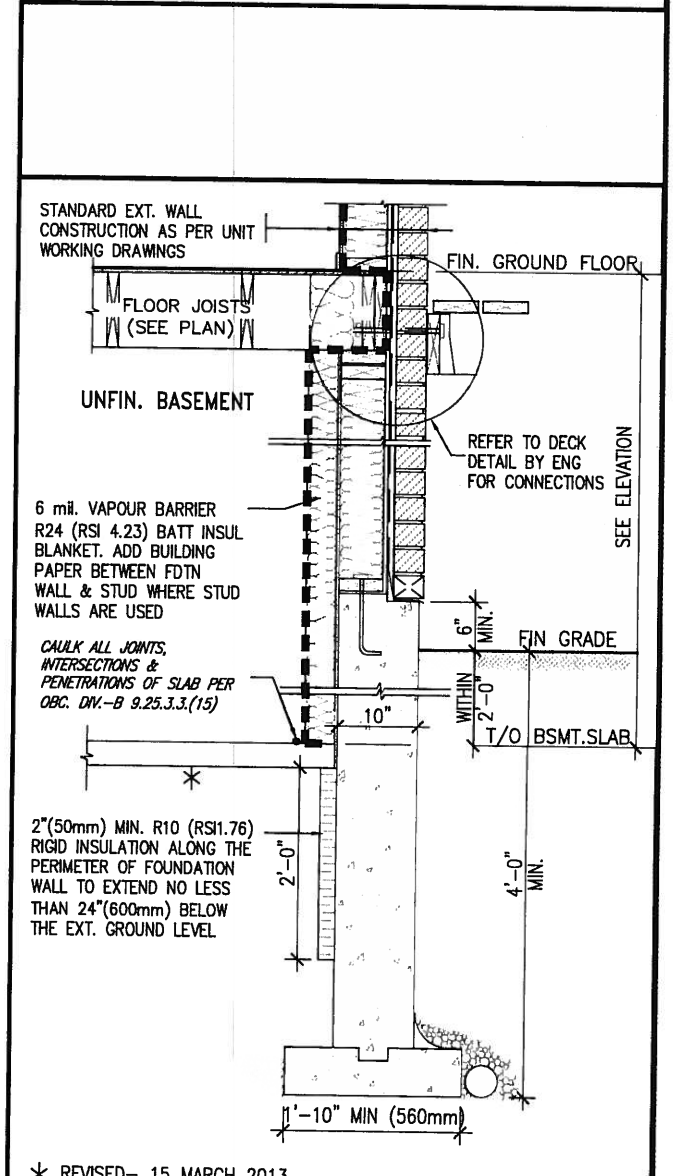 STANDARD EXT. WALL
CONSTRUCTION AS PER UNIT
WORKING DRAWINGS
FIN. GROUND FLOOR
FLOOR JOISTS
(SEE PLAN)
UNFIN. BASEMENT
REFER TO DECK
DETAIL BY ENG
FOR CONNECTIONS
SEE ELEVATION
6 mil. VAPOUR BARRIER
R24 (RSI 4.23) BATT INSUL
BLANKET. ADD BUILDING
PAPER BETWEEN FDTN
WALL & STUD WHERE STUD
WALLS ARE USED
6"
MIN.
FIN GRADE
CAULK ALL JOINTS,
INTERSECTIONS &
PENETRATIONS OF SLAB PER
OBC. DIV.-B 9.25.3.3.(15)
10"
WITHIN
2'-0"
T/O BSMT.SLAB
2"(50mm) MIN. R10 (RSI1.76)
RIGID INSULATION ALONG THE
PERIMETER OF FOUNDATION
WALL TO EXTEND NO LESS
THAN 24"(600mm) BELOW
THE EXT. GROUND LEVEL
2'-0"
4'-0"
MIN.
1'-10" MIN (560mm)
* REVISED- 15 MARCH 2013